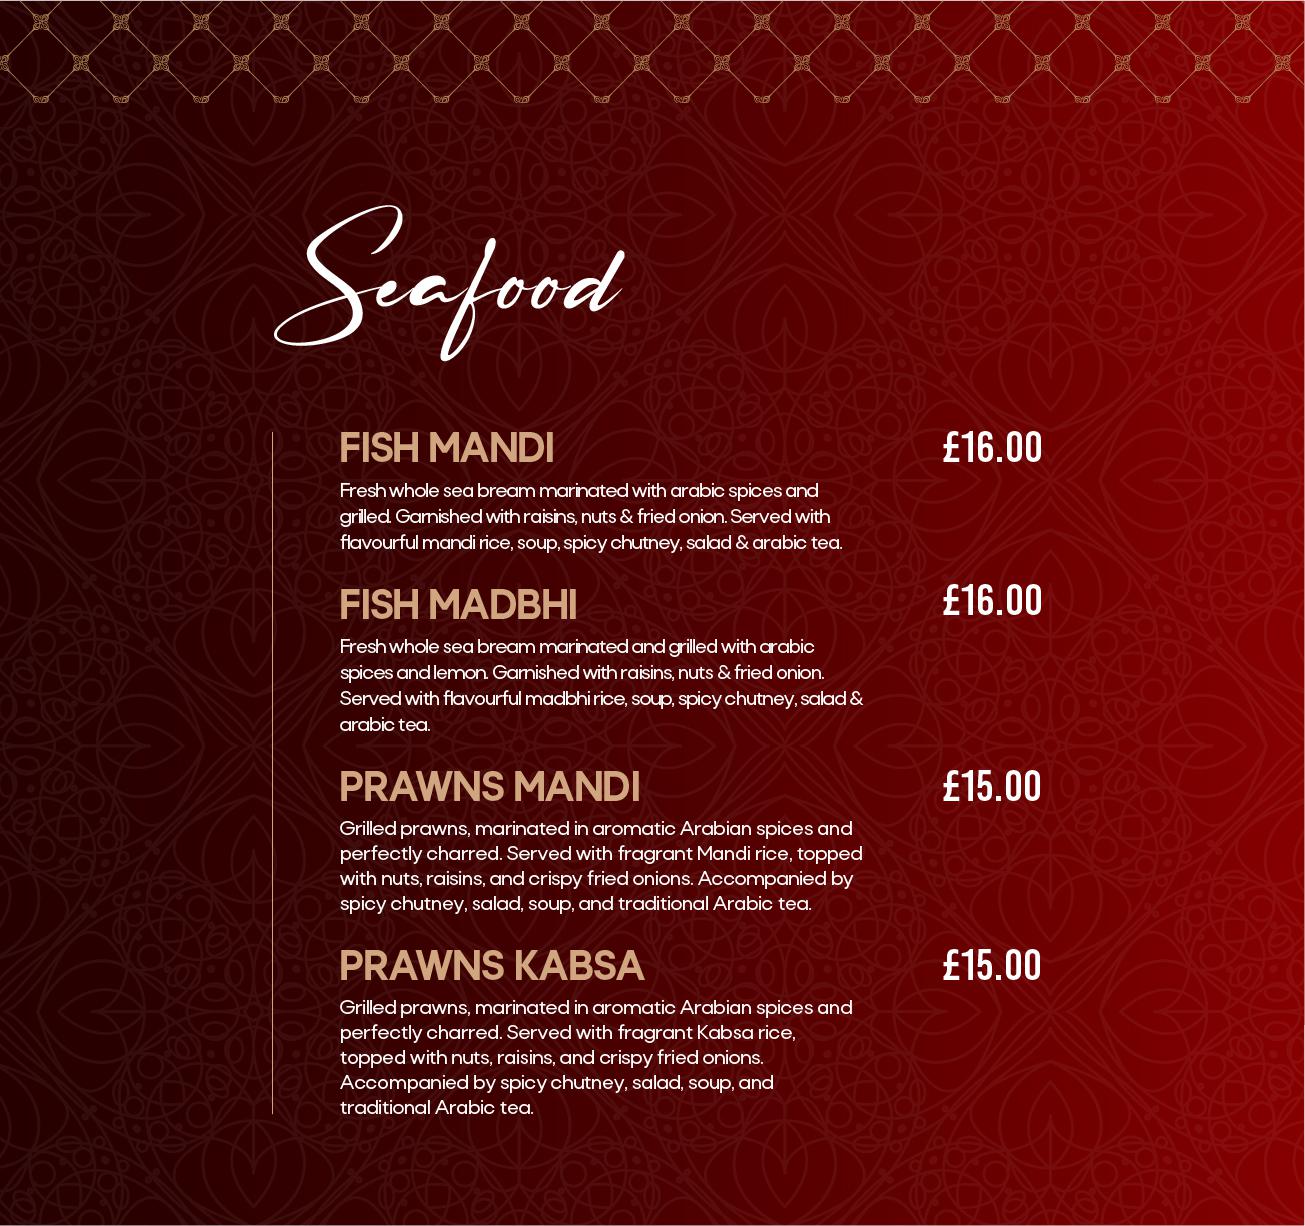 Seafood
FISH MANDI £16.00
Fresh whole sea bream marinated with arabic spices and
grilled. Garnished with raisins, nuts & fried onion. Served with
flavourful mandi rice, soup, spicy chutney, salad & arabic tea.
FISH MADBHI £16.00
Fresh whole sea bream marinated and grilled with arabic
spices and lemon. Garnished with raisins, nuts & fried onion.
Served with flavourful madbhi rice, soup, spicy chutney, salad &
arabic tea.
PRAWNS MANDI £15.00
Grilled prawns, marinated in aromatic Arabian spices and
perfectly charred. Served with fragrant Mandi rice, topped
with nuts, raisins, and crispy fried onions. Accompanied by
spicy chutney, salad, soup, and traditional Arabic tea.
PRAWNS KABSA £15.00
Grilled prawns, marinated in aromatic Arabian spices and
perfectly charred. Served with fragrant Kabsa rice,
topped with nuts, raisins, and crispy fried onions.
Accompanied by spicy chutney, salad, soup, and
traditional Arabic tea.